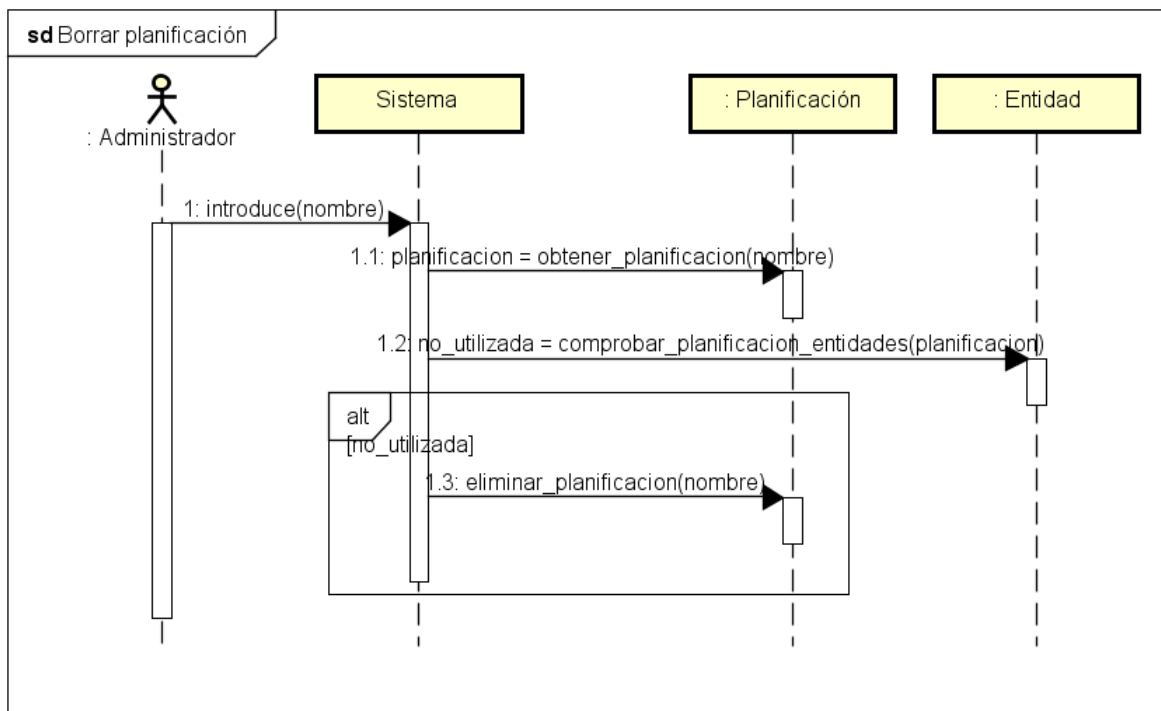 sd Borrar planificación
Sistema
: Planificación
: Entidad
: Administrador
1: introduce(nombre)
1.1: planificacion = obtener_planificacion(nombre)
1.2: no_utilizada = comprobar_planificacion_entidades(planificacion)
alt
[no_utilizada]
1.3: eliminar_planificacion(nombre)